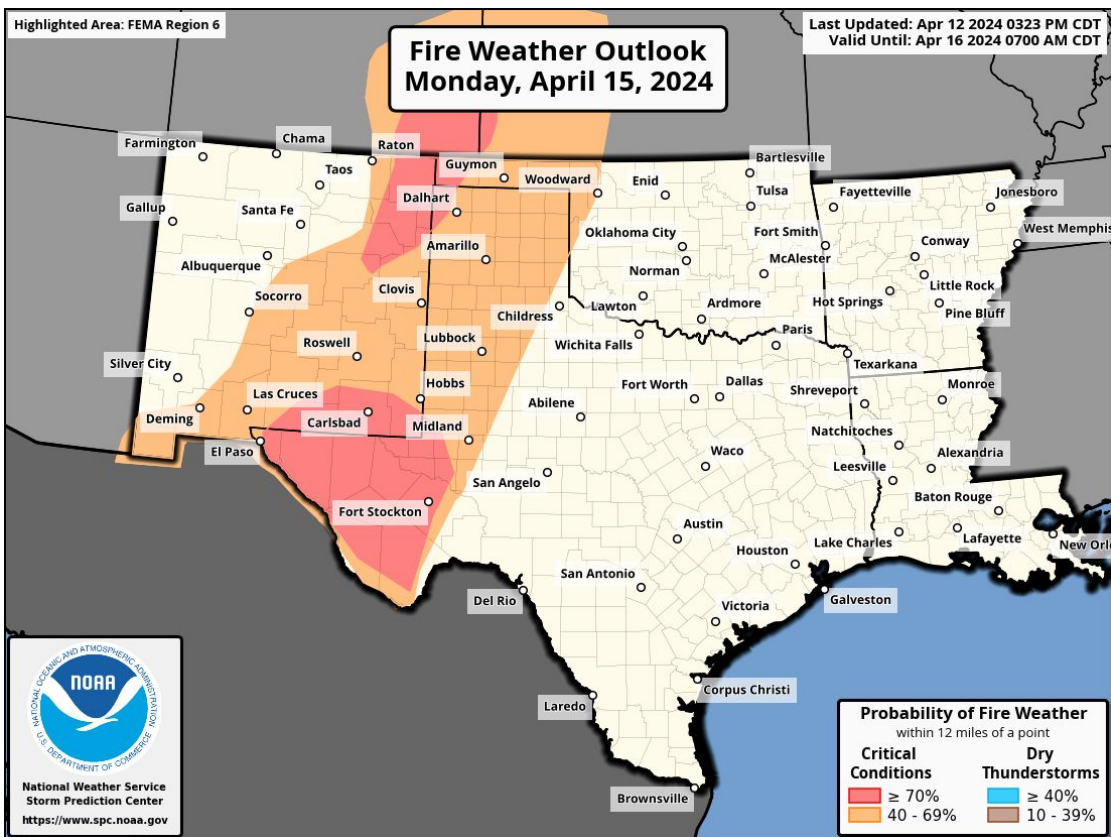 Highlighted Area: FEMA Region 6
Last Updated: Apr 12 2024 0323 PM CDT
Valid Until: Apr 16 2024 0700 AM CDT
Fire Weather Outlook
Monday, April 15, 2024
Farmington
Chama
Raton
Taos
Guymon
Woodward
Enid
Bartlesville
Tulsa
Fayetteville
Jonesboro
Gallup
Santa Fe
Dalhart
Amarillo
Oklahoma City
Fort Smith
Conway
West Memphis
Albuquerque
Norman
McAlester
Little Rock
Socorro
Clovis
Childress
Lawton
Ardmore
Hot Springs
Pine Bluff
Roswell
Lubbock
Wichita Falls
Paris
Texarkana
Silver City
Las Cruces
Hobbs
Fort Worth
Dallas
Shreveport
Monroe
Deming
Carlsbad
Midland
Abilene
Natchitoches
El Paso
Waco
Leesville
Alexandria
San Angelo
Fort Stockton
Baton Rouge
Austin
Houston
Lake Charles
Lafayette
New Orl
San Antonio
Del Rio
Victoria
Galveston
Laredo
Corpus Christi
Brownsville
NATIONAL OCEANIC AND ATMOSPHERIC ADMINISTRATION
NOAA
U.S. DEPARTMENT OF COMMERCE
National Weather Service
Storm Prediction Center
https://www.spc.noaa.gov
Probability of Fire Weather
within 12 miles of a point
Critical Conditions
≥ 70%
40 - 69%
Dry Thunderstorms
≥ 40%
10 - 39%